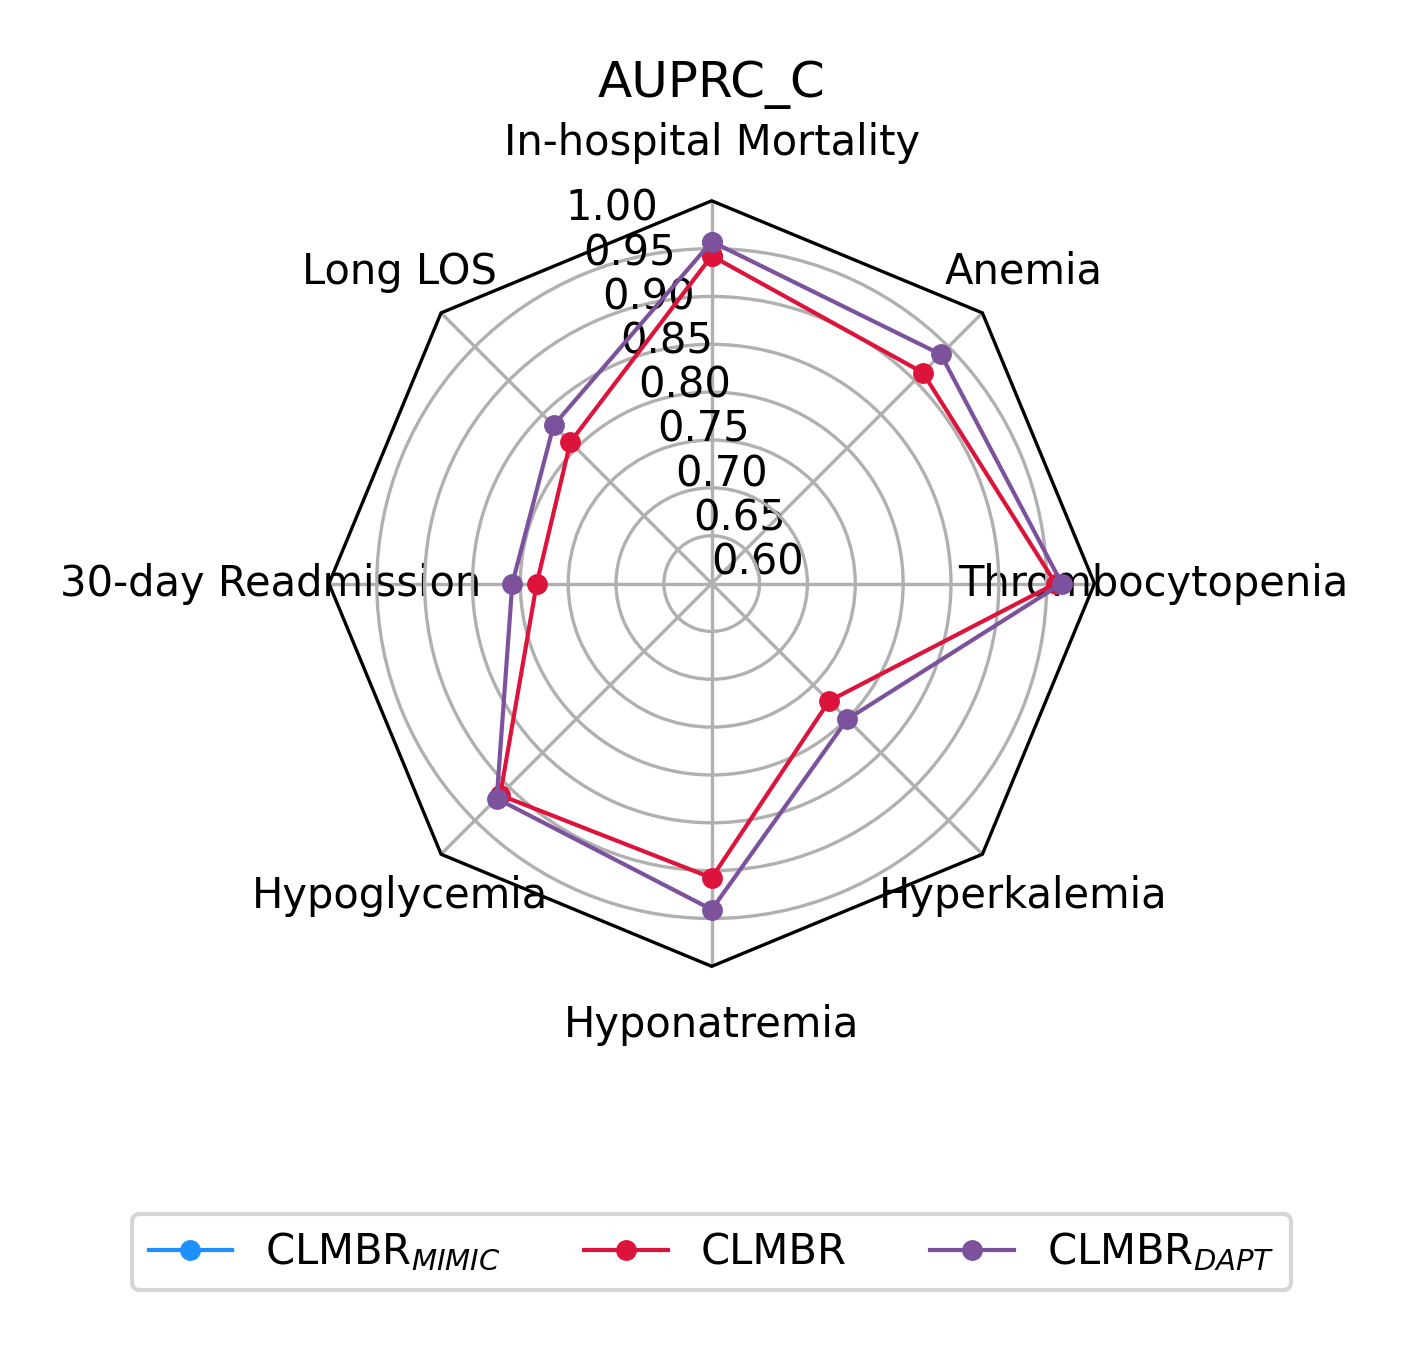 AUPRC_C
In-hospital Mortality
1.00
0.95
Long LOS
Anemia
0.90
0.85
0.80
0.75
0.70
0.65
0.60
30-day Readmission
Thrombocytopenia
Hypoglycemia
Hyperkalemia
Hyponatremia
CLMBR_MIMIC CLMBR CLMBR_DAPT